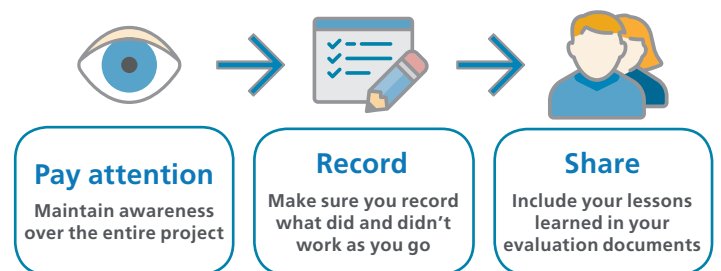 Pay attention
Maintain awareness
over the entire project
Record
Make sure you record
what did and didn't
work as you go
Share
Include your lessons
learned in your
evaluation documents